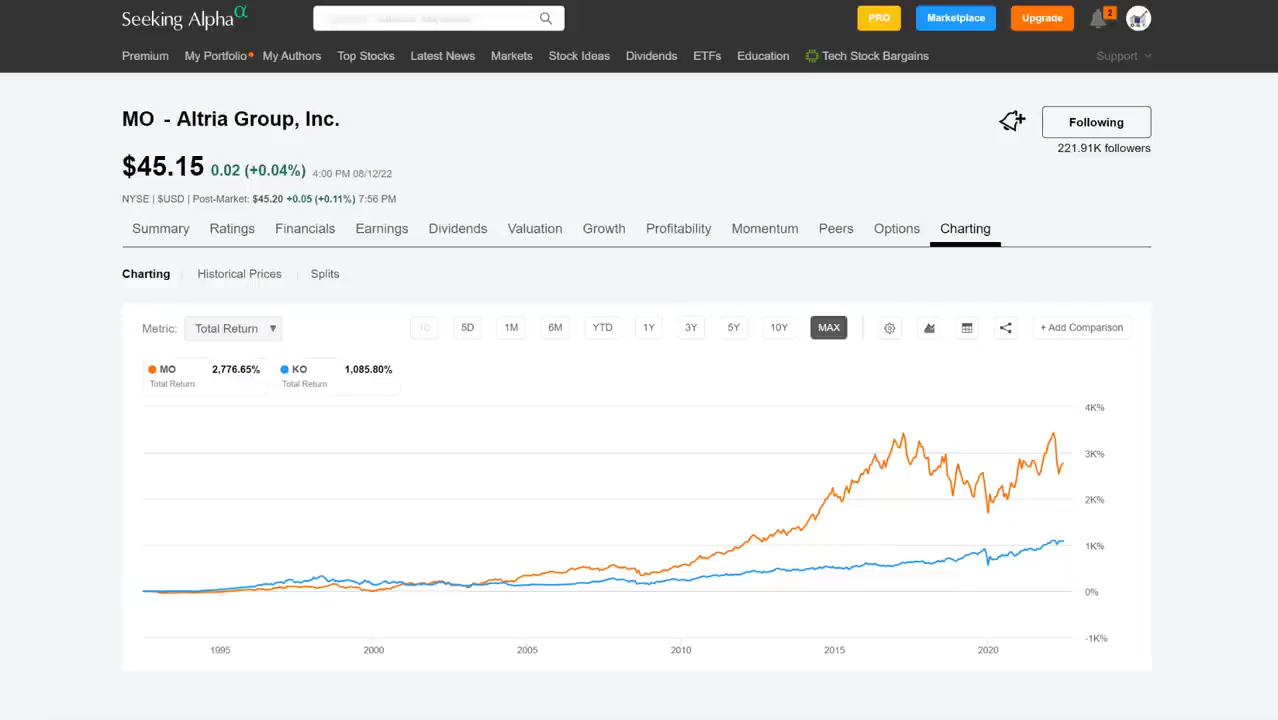 Seeking Alpha α
PRO
Marketplace
Upgrade
2
Premium My Portfolio My Authors Top Stocks Latest News Markets Stock Ideas Dividends ETFs Education Tech Stock Bargains Support
MO - Altria Group, Inc.
Following
221.91K followers
$45.15 0.02 (+0.04%) 4:00 PM 08/12/22
NYSE | $USD | Post-Market: $45.20 +0.05 (+0.11%) 7:56 PM
Summary Ratings Financials Earnings Dividends Valuation Growth Profitability Momentum Peers Options Charting
Charting Historical Prices Splits
Metric: Total Return ▼ 1D 5D 1M 6M YTD 1Y 3Y 5Y 10Y MAX + Add Comparison
MO 2,776.65% KO 1,085.80%
Total Return Total Return
4K%
3K%
2K%
1K%
0%
-1K%
1995 2000 2005 2010 2015 2020